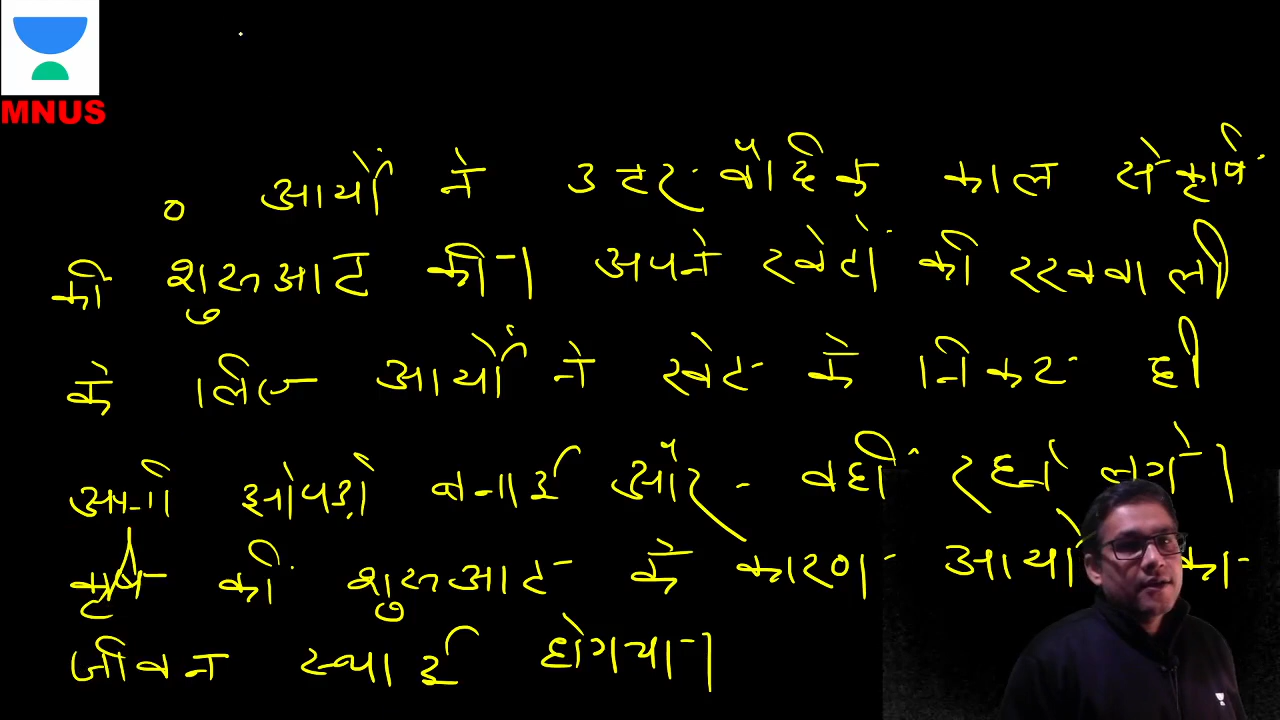 MNUS
० आर्यों ने उत्तर वैदिक काल से कृषि
की शुरुआत की। अपने खेतों की रखवाली
के लिए आर्यों ने खेत के निकट ही
अपनी झोपड़ी बनाई और वहीं रहने लगे।
कृषि की शुरुआत के कारण आर्यों का
जीवन स्थाई होगया।